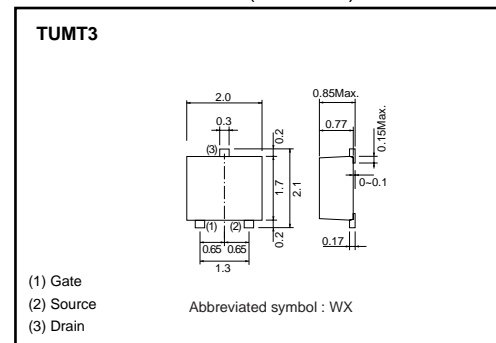 TUMT3
2.0
0.85Max.
0.3
0.2
0.77
0.15Max.
(3)
1.7
2.1
0~0.1
(1) (2)
0.65 0.65
0.2
0.17
1.3
(1) Gate
(2) Source
(3) Drain
Abbreviated symbol : WX